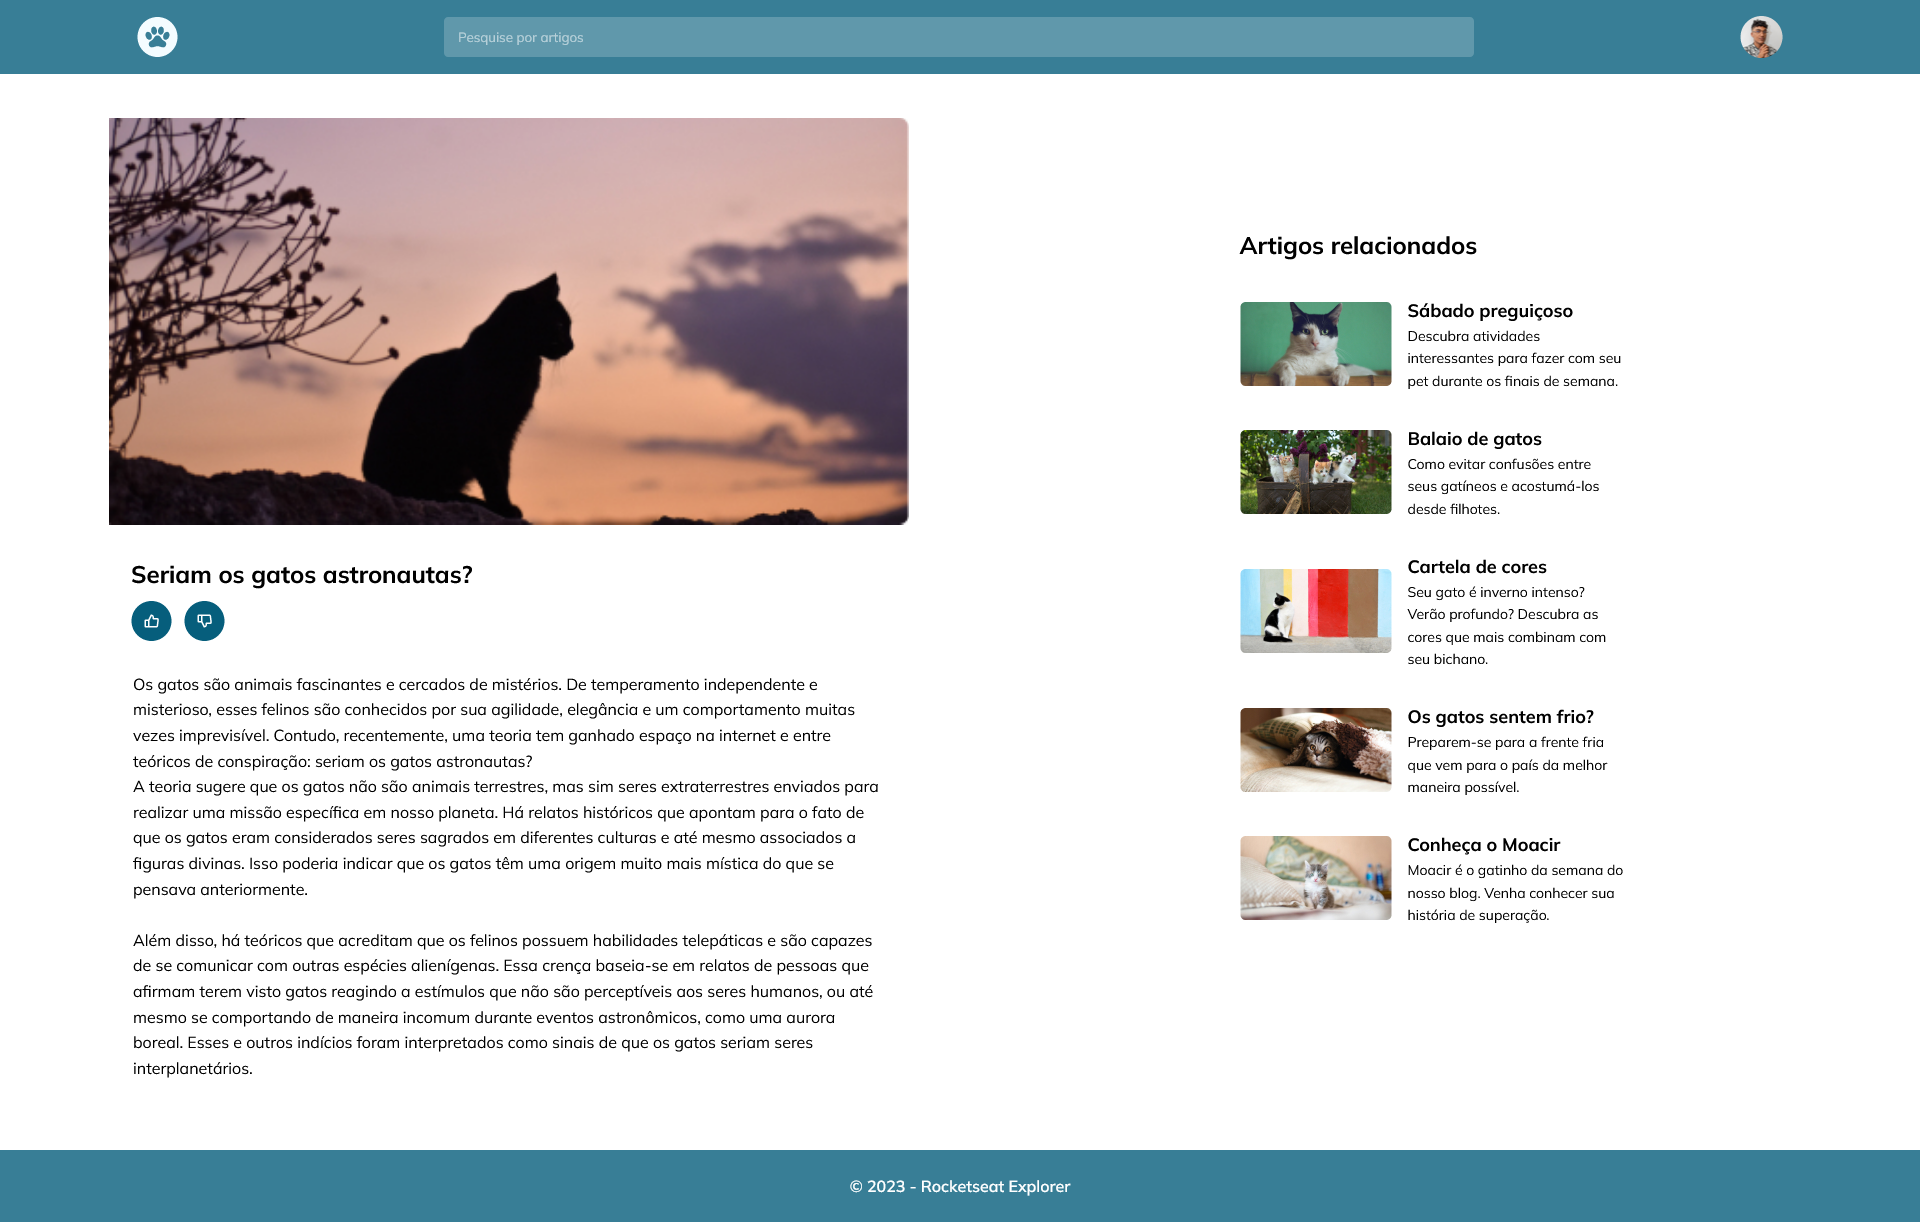 Pesquise por artigos
Seriam os gatos astronautas?
Os gatos são animais fascinantes e cercados de mistérios. De temperamento independente e
misterioso, esses felinos são conhecidos por sua agilidade, elegância e um comportamento muitas
vezes imprevisível. Contudo, recentemente, uma teoria tem ganhado espaço na internet e entre
teóricos de conspiração: seriam os gatos astronautas?
A teoria sugere que os gatos não são animais terrestres, mas sim seres extraterrestres enviados para
realizar uma missão específica em nosso planeta. Há relatos históricos que apontam para o fato de
que os gatos eram considerados seres sagrados em diferentes culturas e até mesmo associados a
figuras divinas. Isso poderia indicar que os gatos têm uma origem muito mais mística do que se
pensava anteriormente.
Além disso, há teóricos que acreditam que os felinos possuem habilidades telepáticas e são capazes
de se comunicar com outras espécies alienígenas. Essa crença baseia-se em relatos de pessoas que
afirmam terem visto gatos reagindo a estímulos que não são perceptíveis aos seres humanos, ou até
mesmo se comportando de maneira incomum durante eventos astronômicos, como uma aurora
boreal. Esses e outros indícios foram interpretados como sinais de que os gatos seriam seres
interplanetários.
Artigos relacionados
Sábado preguiçoso
Descubra atividades
interessantes para fazer com seu
pet durante os finais de semana.
Balaio de gatos
Como evitar confusões entre
seus gatíneos e acostumá-los
desde filhotes.
Cartela de cores
Seu gato é inverno intenso?
Verão profundo? Descubra as
cores que mais combinam com
seu bichano.
Os gatos sentem frio?
Preparem-se para a frente fria
que vem para o país da melhor
maneira possível.
Conheça o Moacir
Moacir é o gatinho da semana do
nosso blog. Venha conhecer sua
história de superação.
© 2023 - Rocketseat Explorer